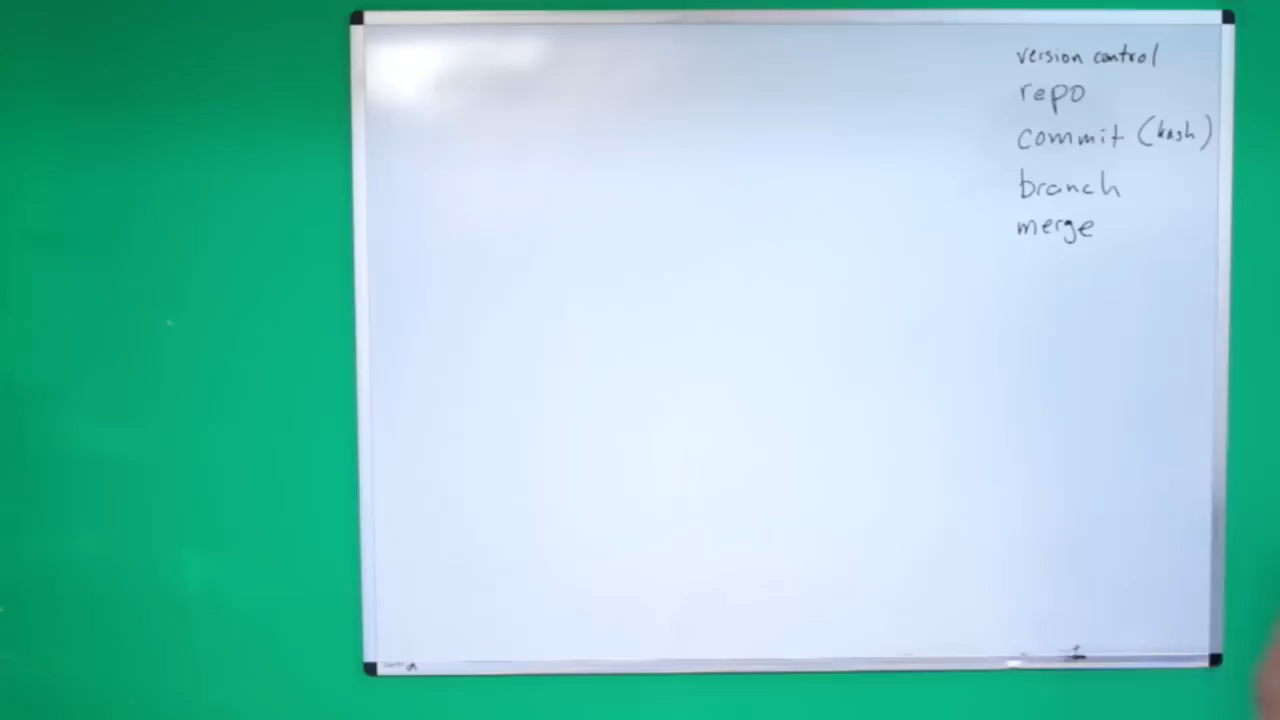 version control
repo
commit (hash)
branch
merge